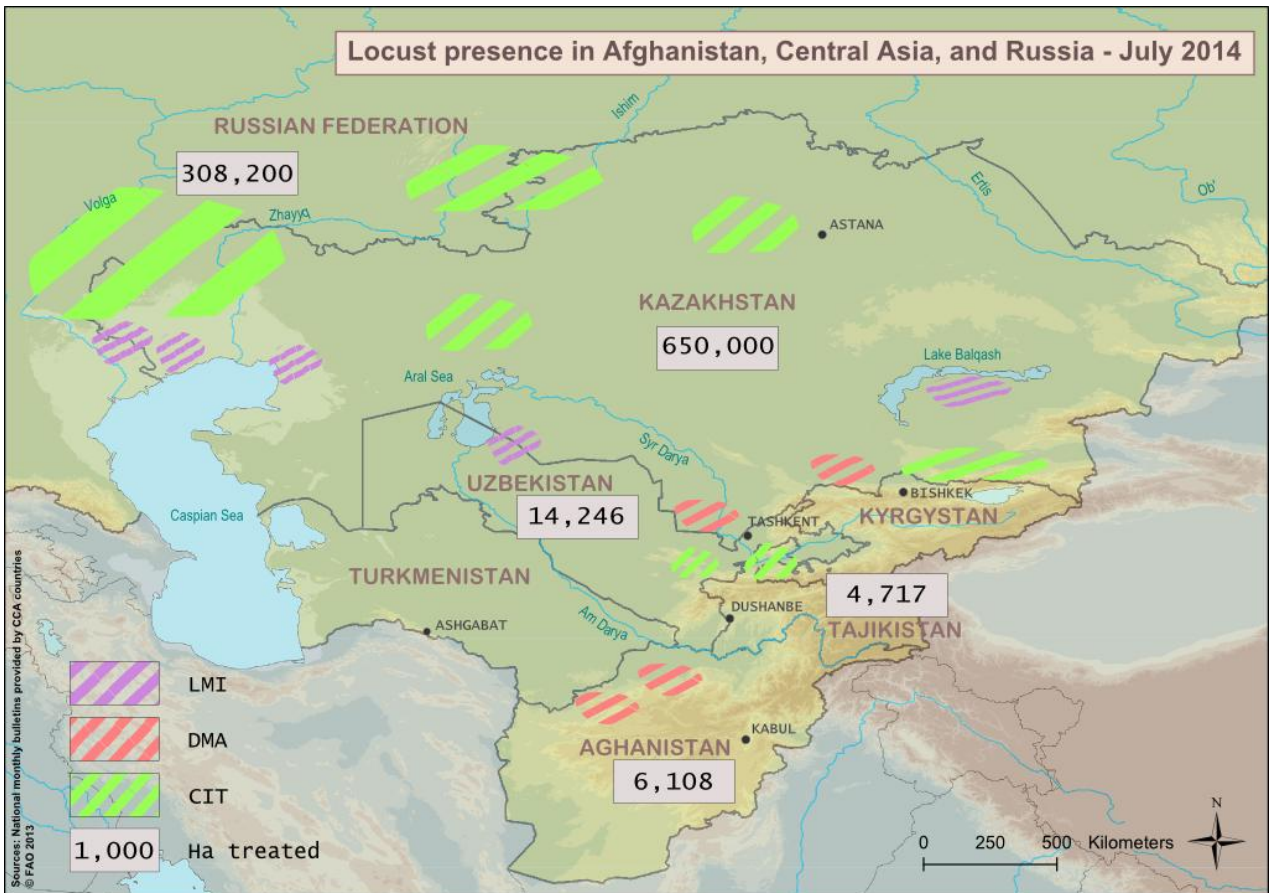 Locust presence in Afghanistan, Central Asia, and Russia - July 2014
RUSSIAN FEDERATION
308,200
Ishim
Volga
Zhayyq
Ertis
Ob'
ASTANA
KAZAKHSTAN
650,000
Lake Balqash
Aral Sea
Syr Darya
UZBEKISTAN
14,246
BISHKEK
KYRGYSTAN
TASHKENT
Caspian Sea
TURKMENISTAN
4,717
DUSHANBE
TAJIKISTAN
Am Darya
ASHGABAT
KABUL
AGHANISTAN
6,108
LMI
DMA
CIT
1,000 Ha treated
0 250 500 Kilometers
N
Sources: National monthly bulletins provided by CCA countries
© FAO 2013